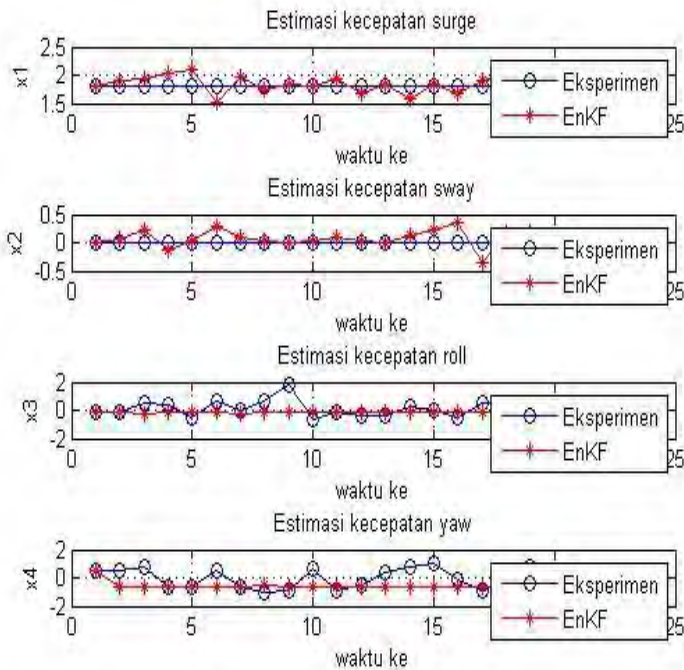 Estimasi kecepatan surge
2.5
2
1.5
x1
0 5 10 15 25
waktu ke
Eksperimen
EnKF
Estimasi kecepatan sway
0.5
0
-0.5
x2
0 5 10 15 25
waktu ke
Eksperimen
EnKF
Estimasi kecepatan roll
2
0
-2
x3
0 5 10 15 25
waktu ke
Eksperimen
EnKF
Estimasi kecepatan yaw
2
0
-2
x4
0 5 10 15 25
waktu ke
Eksperimen
EnKF